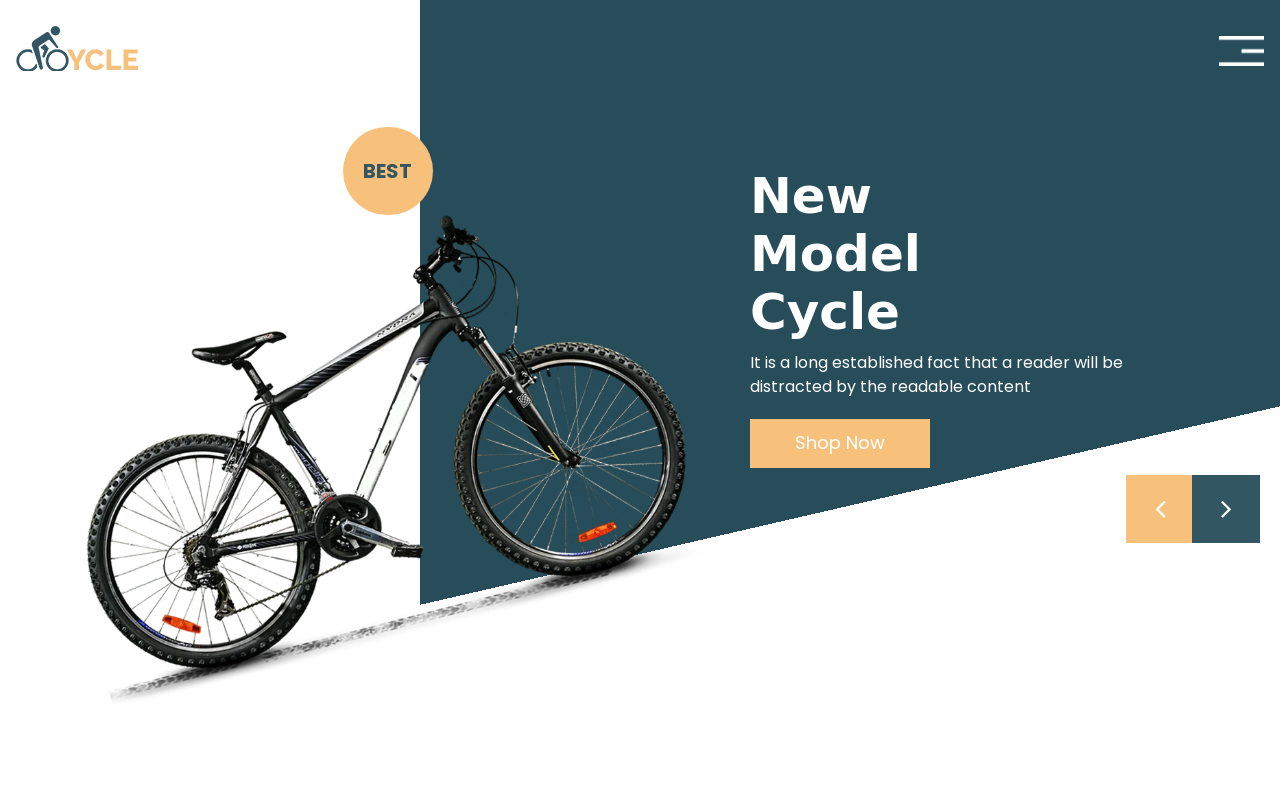 YCLE
BEST
New
Model
Cycle
It is a long established fact that a reader will be
distracted by the readable content
Shop Now